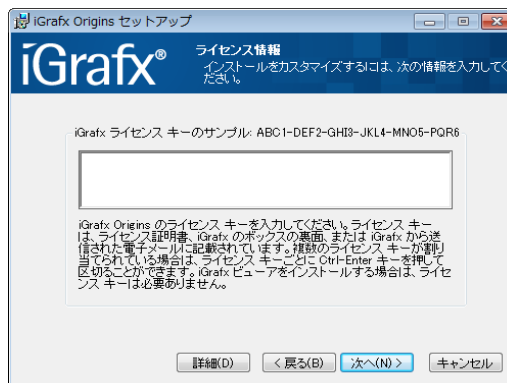 iGrafx Origins セットアップ
iGrafx®
ライセンス情報
インストールをカスタマイズするには、次の情報を入力してく
ださい。
iGrafx ライセンス キーのサンプル: ABC1-DEF2-GHI3-JKL4-MNO5-PQR6
iGrafx Origins のライセンス キーを入力してください。ライセンス キー
は、ライセンス証明書、iGrafx のボックスの裏面、または iGrafx から送
信された電子メールに記載されています。複数のライセンス キーが割り
当てられている場合は、ライセンス キーごとに Ctrl-Enter キーを押して
区切ることができます。iGrafx ビューアをインストールする場合は、ライセ
ンス キーは必要ありません。
詳細(D)
< 戻る(B)
次へ(N) >
キャンセル